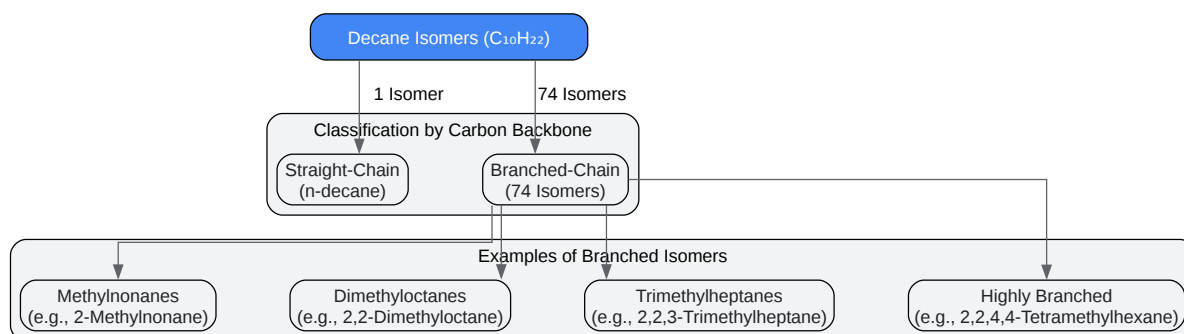 Decane Isomers (C₁₀H₂₂)
1 Isomer
74 Isomers
Classification by Carbon Backbone
Straight-Chain
(n-decane)
Branched-Chain
(74 Isomers)
Examples of Branched Isomers
Methylnonanes
(e.g., 2-Methylnonane)
Dimethyloctanes
(e.g., 2,2-Dimethyloctane)
Trimethylheptanes
(e.g., 2,2,3-Trimethylheptane)
Highly Branched
(e.g., 2,2,4,4-Tetramethylhexane)